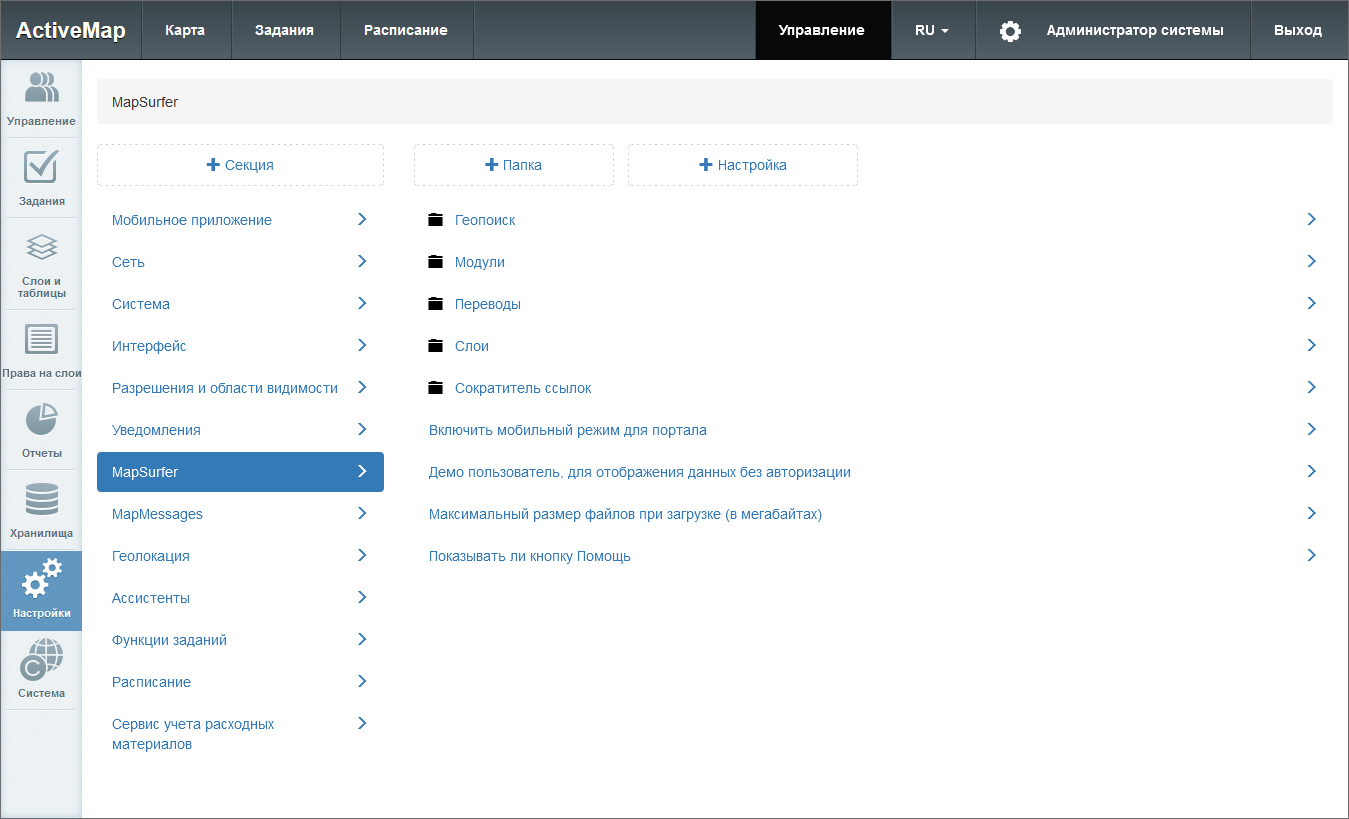 ActiveMap
Карта
Задания
Расписание
Управление
RU
Администратор системы
Выход
Управление
Задания
Слои и
таблицы
Права на слои
Отчеты
Хранилища
Настройки
Система
MapSurfer
Секция
Папка
Настройка
Мобильное приложение
Сеть
Система
Интерфейс
Разрешения и области видимости
Уведомления
MapSurfer
MapMessages
Геолокация
Ассистенты
Функции заданий
Расписание
Сервис учета расходных
материалов
Геопоиск
Модули
Переводы
Слои
Сократитель ссылок
Включить мобильный режим для портала
Демо пользователь, для отображения данных без авторизации
Максимальный размер файлов при загрузке (в мегабайтах)
Показывать ли кнопку Помощь